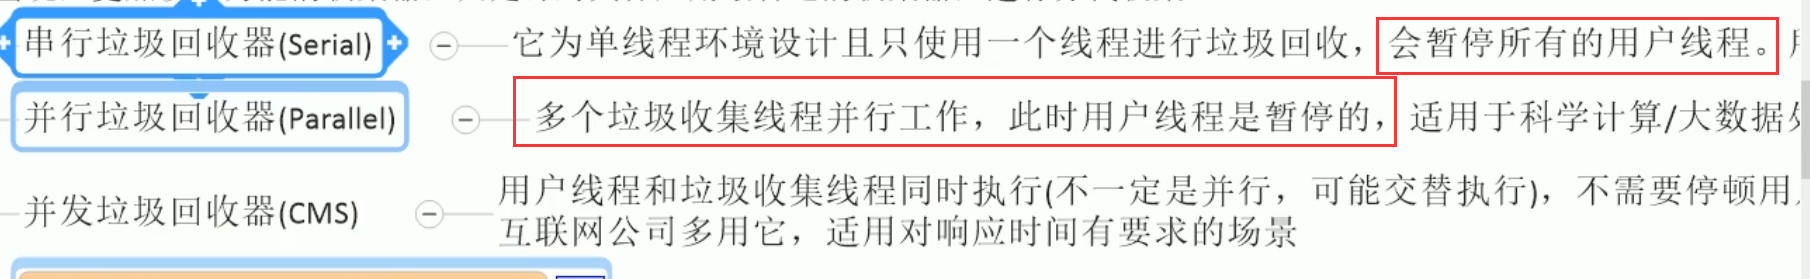 串行垃圾回收器(Serial)
它为单线程环境设计且只使用一个线程进行垃圾回收，会暂停所有的用户线程。
并行垃圾回收器(Parallel)
多个垃圾收集线程并行工作，此时用户线程是暂停的，适用于科学计算/大数据处
并发垃圾回收器(CMS)
用户线程和垃圾收集线程同时执行(不一定是并行，可能交替执行)，不需要停顿用
互联网公司多用它，适用对响应时间有要求的场景